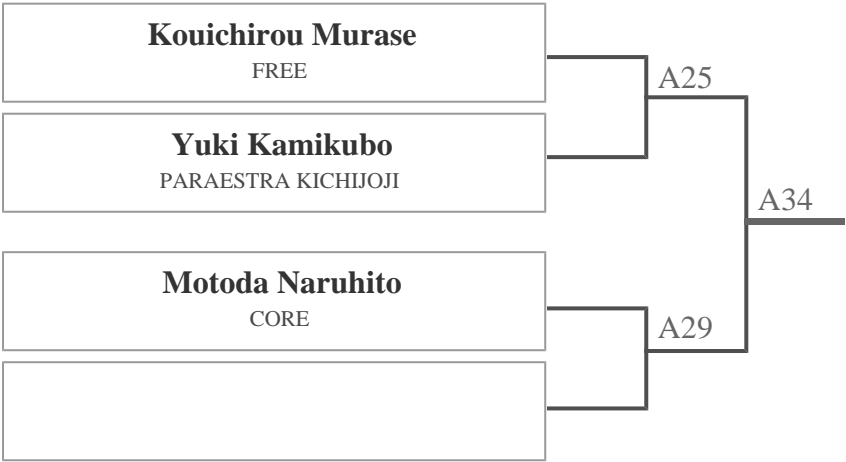 Kouichirou Murase
FREE
A25
Yuki Kamikubo
PARAESTRA KICHIJOJI
A34
Motoda Naruhito
CORE
A29